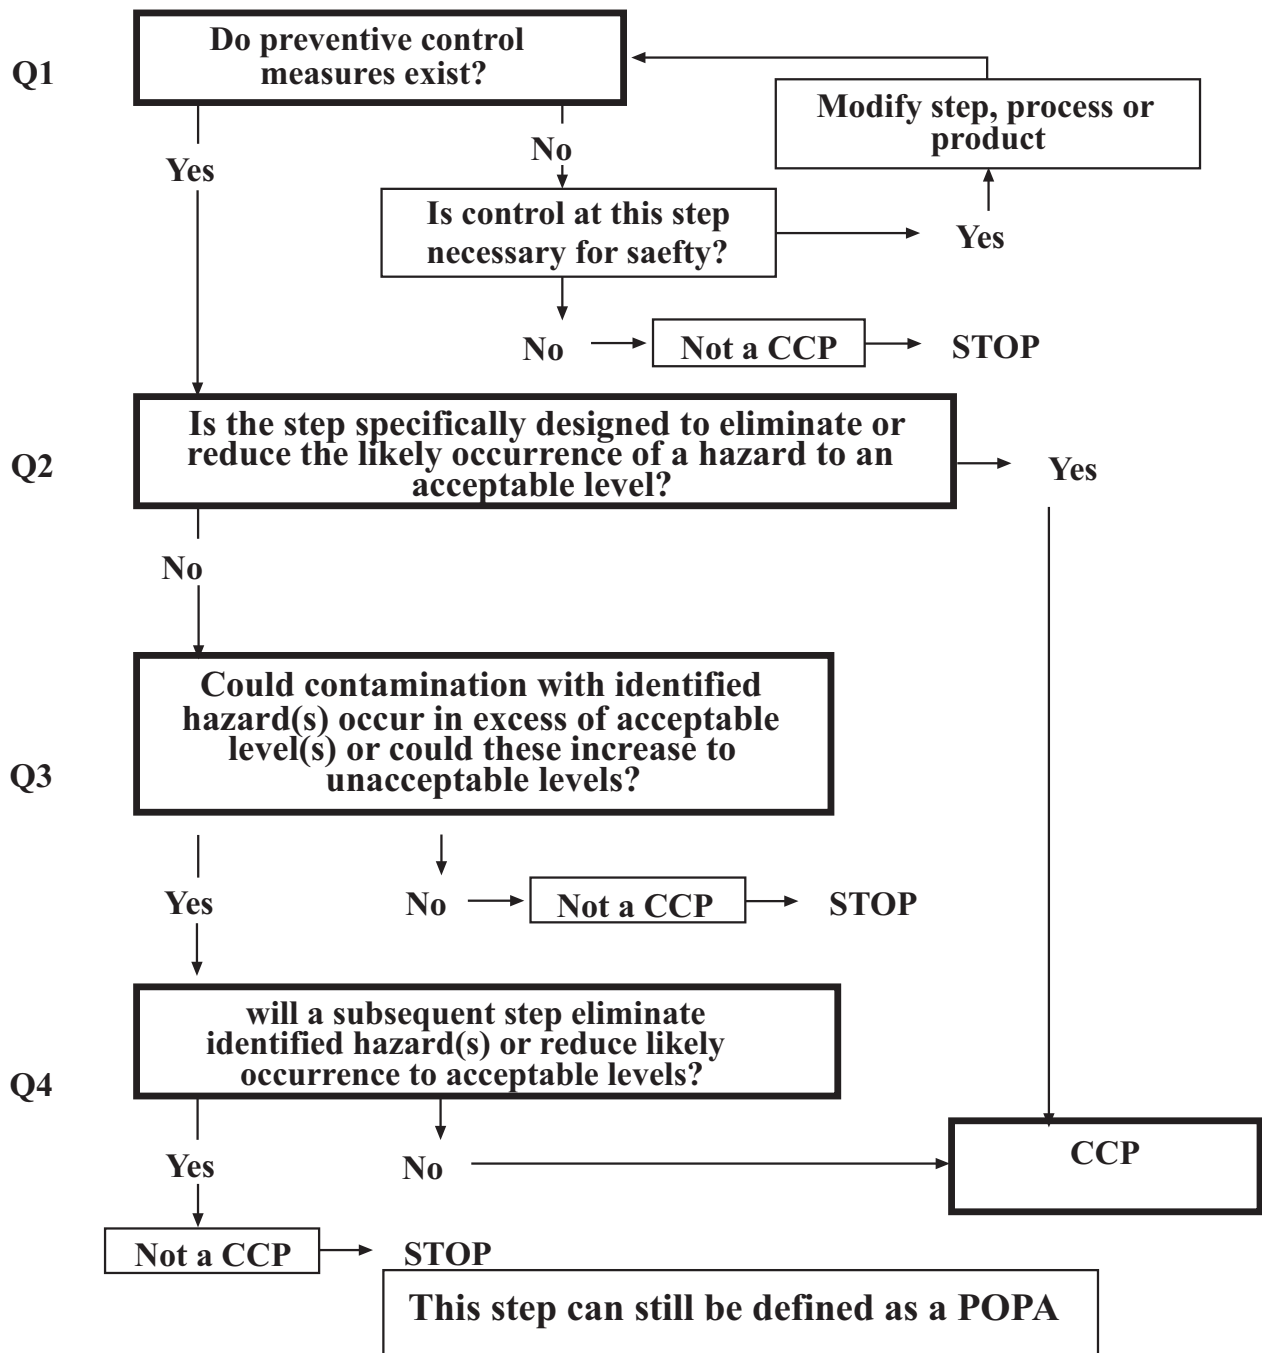 Q1
Do preventive control
measures exist?
Modify step, process or
product
Yes
No
Is control at this step
necessary for saefty?
Yes
No
Not a CCP
STOP
Q2
Is the step specifically designed to eliminate or
reduce the likely occurrence of a hazard to an
acceptable level?
Yes
No
Q3
Could contamination with identified
hazard(s) occur in excess of acceptable
level(s) or could these increase to
unacceptable levels?
Yes
No
Not a CCP
STOP
Q4
will a subsequent step eliminate
identified hazard(s) or reduce likely
occurrence to acceptable levels?
Yes
No
CCP
Not a CCP
STOP
This step can still be defined as a POPA